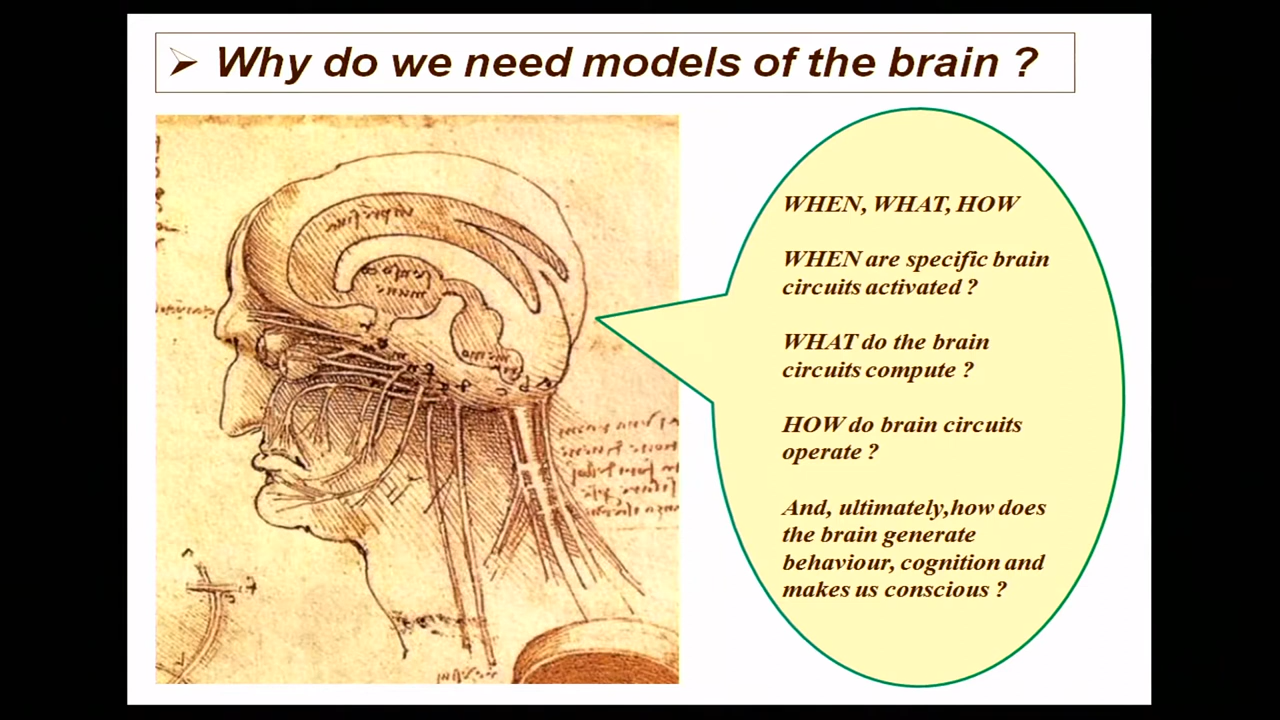 Why do we need models of the brain ?
WHEN, WHAT, HOW
WHEN are specific brain
circuits activated ?
WHAT do the brain
circuits compute ?
HOW do brain circuits
operate ?
And, ultimately,how does
the brain generate
behaviour, cognition and
makes us conscious ?